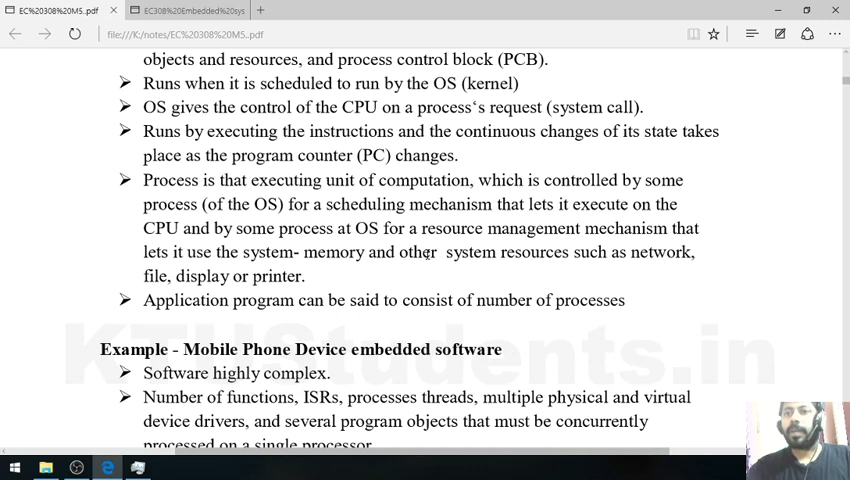 EC%20308%20M5..pdf
EC308%20Embedded%20sys
file:///K:/notes/EC%20308%20M5..pdf
objects and resources, and process control block (PCB).
➢ Runs when it is scheduled to run by the OS (kernel)
➢ OS gives the control of the CPU on a process‘s request (system call).
➢ Runs by executing the instructions and the continuous changes of its state takes
place as the program counter (PC) changes.
➢ Process is that executing unit of computation, which is controlled by some
process (of the OS) for a scheduling mechanism that lets it execute on the
CPU and by some process at OS for a resource management mechanism that
lets it use the system- memory and other system resources such as network,
file, display or printer.
➢ Application program can be said to consist of number of processes
KTUStudents.in
Example - Mobile Phone Device embedded software
➢ Software highly complex.
➢ Number of functions, ISRs, processes threads, multiple physical and virtual
device drivers, and several program objects that must be concurrently
processed on a single processor